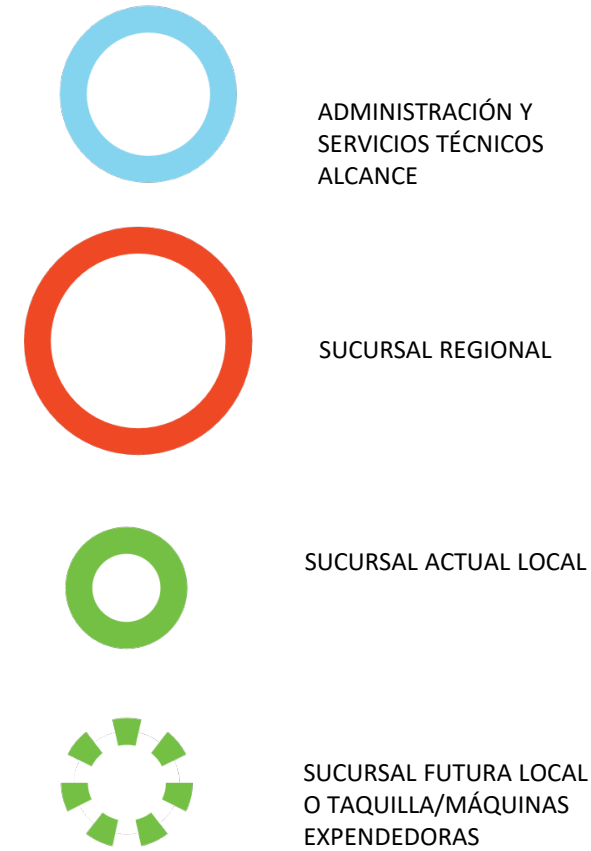 ADMINISTRACIÓN Y
SERVICIOS TÉCNICOS
ALCANCE
SUCURSAL REGIONAL
SUCURSAL ACTUAL LOCAL
SUCURSAL FUTURA LOCAL
O TAQUILLA/MÁQUINAS
EXPENDEDORAS